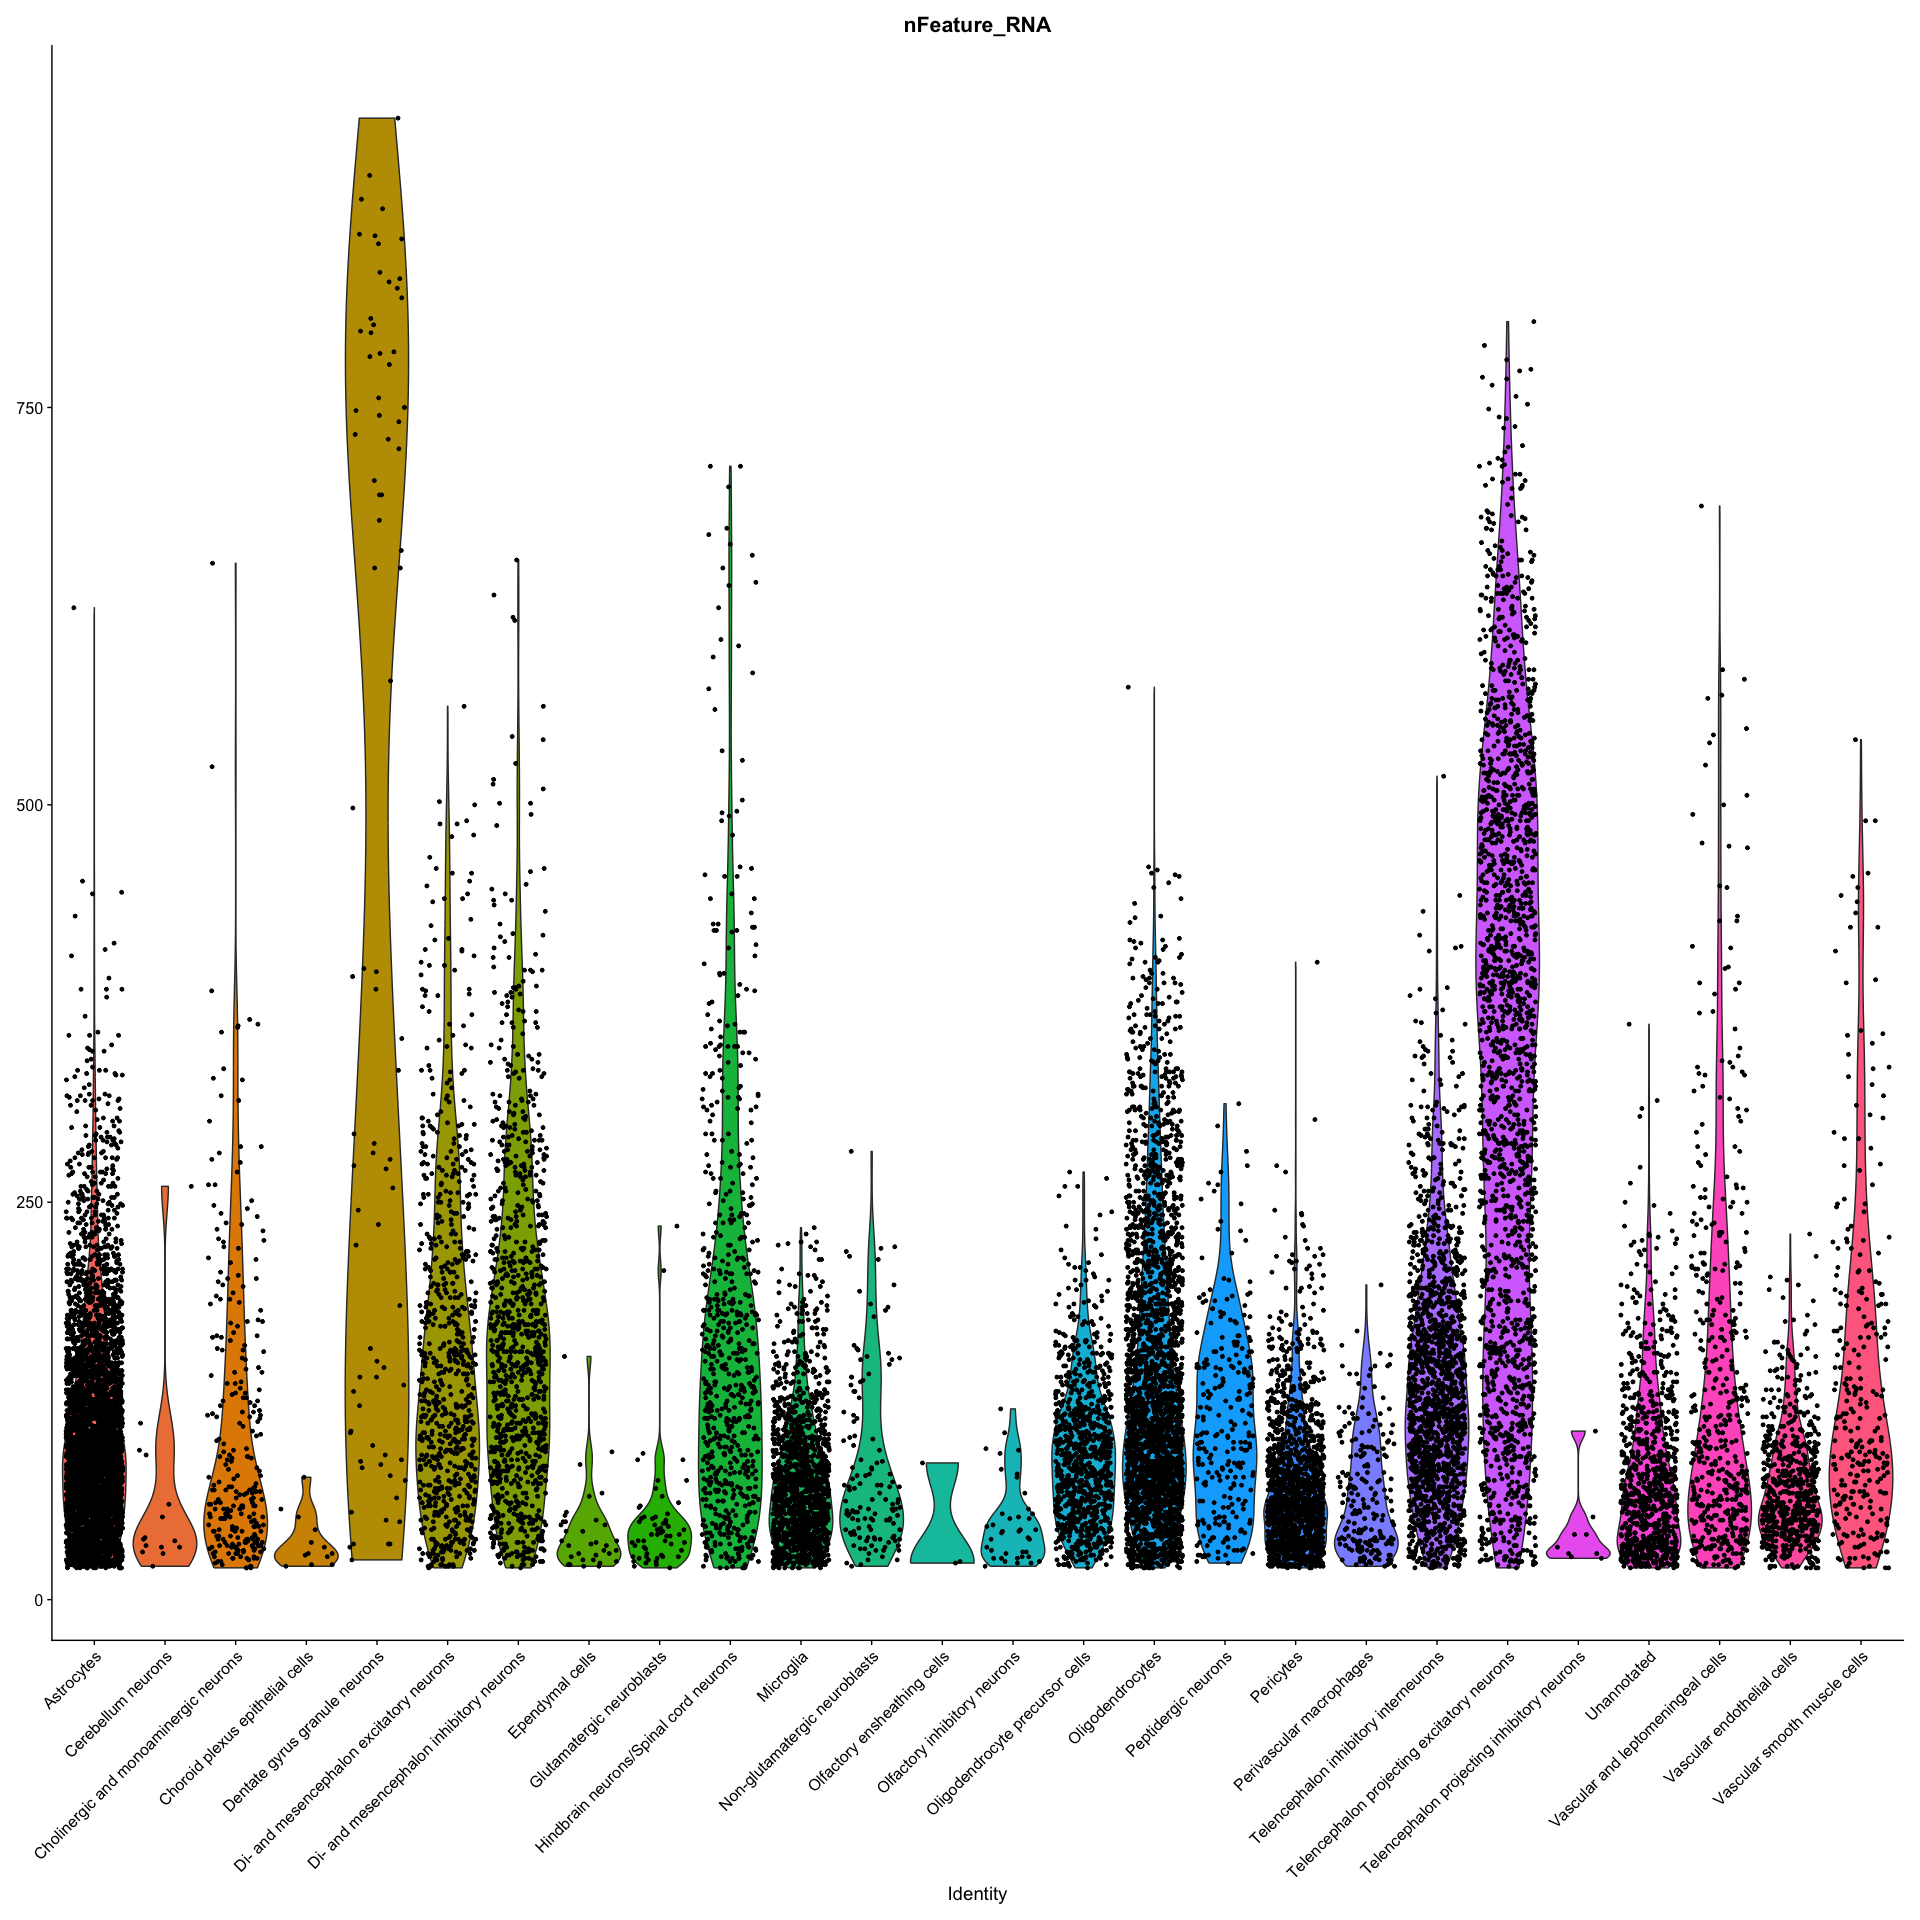 nFeature_RNA
750
500
250
0
Astrocytes
Cerebellum neurons
Cholinergic and monoaminergic neurons
Choroid plexus epithelial cells
Dentate gyrus granule neurons
Di- and mesencephalon excitatory neurons
Di- and mesencephalon inhibitory neurons
Ependymal cells
Glutamatergic neuroblasts
Hindbrain neurons/Spinal cord neurons
Microglia
Non-glutamatergic neuroblasts
Olfactory ensheathing cells
Olfactory inhibitory neurons
Oligodendrocyte precursor cells
Oligodendrocytes
Peptidergic neurons
Pericytes
Perivascular macrophages
Telencephalon inhibitory interneurons
Telencephalon projecting excitatory neurons
Telencephalon projecting inhibitory neurons
Unannotated
Vascular and leptomeningeal cells
Vascular endothelial cells
Vascular smooth muscle cells
Identity